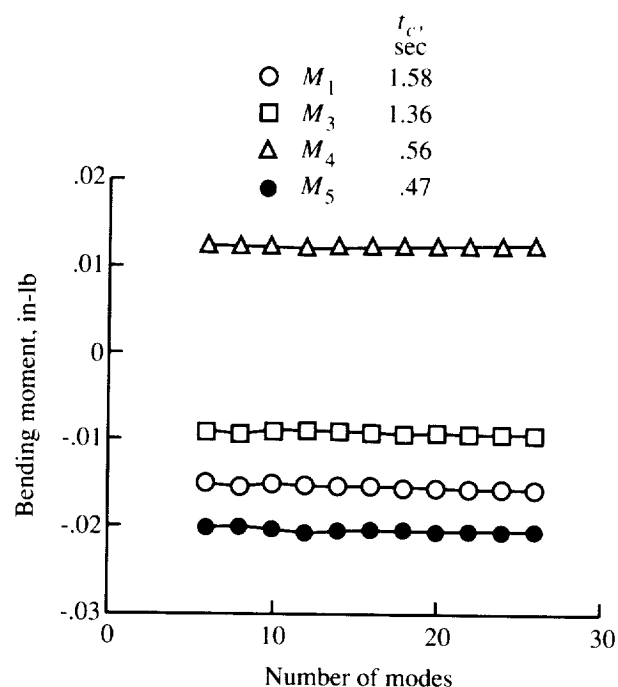 t_c,
sec
M_1 1.58
M_3 1.36
M_4 .56
M_5 .47
.02
.01
0
-.01
-.02
-.03
Bending moment, in-lb
0 10 20 30
Number of modes